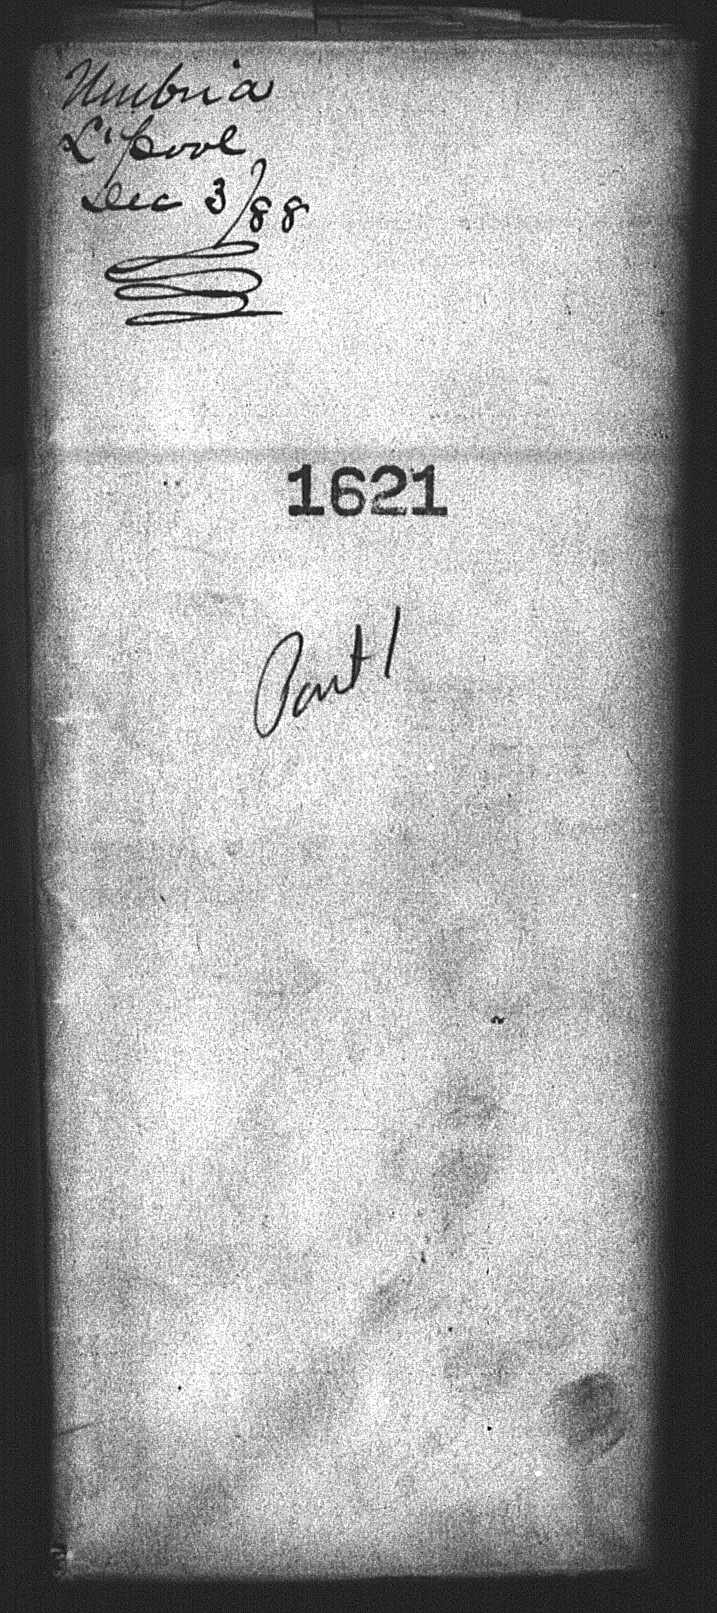 Umbria
L'pool
Dec 3/88
1621
Part 1